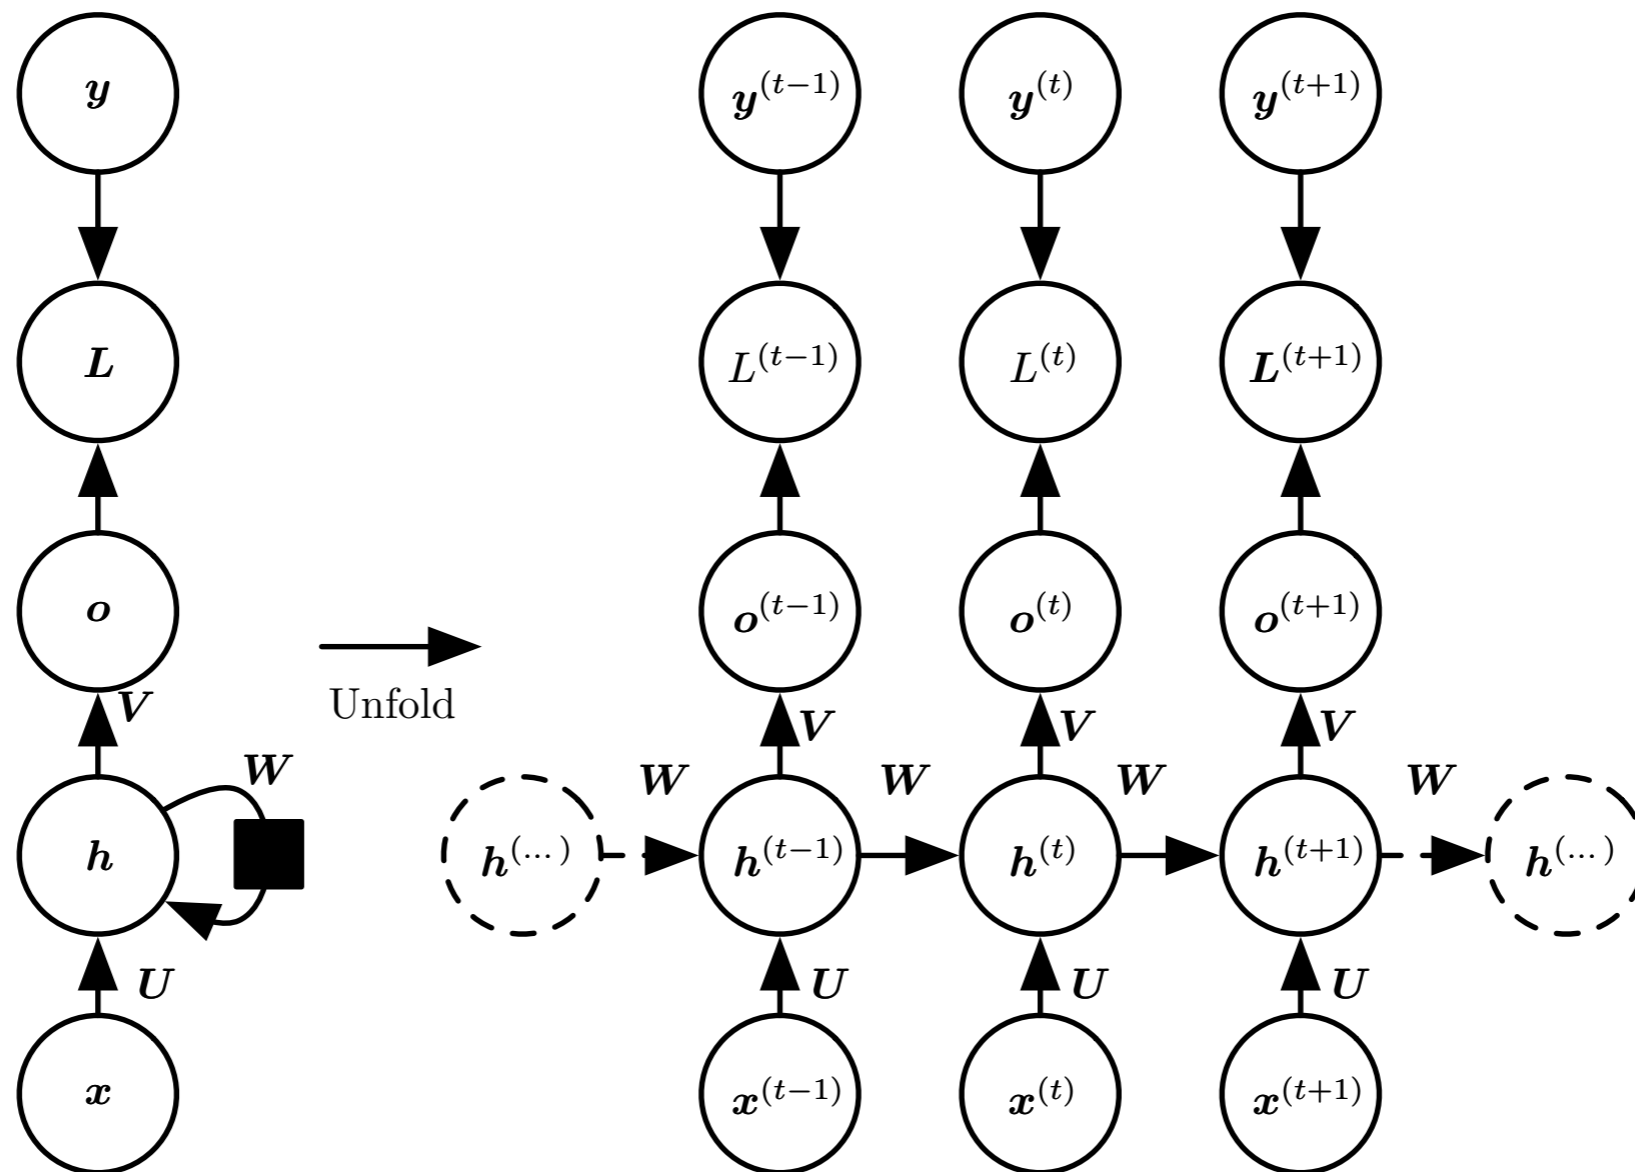 y y^(t−1) y^(t) y^(t+1)
L L^(t−1) L^(t) L^(t+1)
o o^(t−1) o^(t) o^(t+1)
V Unfold V V V
W W W W W
h h^(...) h^(t−1) h^(t) h^(t+1) h^(...)
U U U U
x x^(t−1) x^(t) x^(t+1)